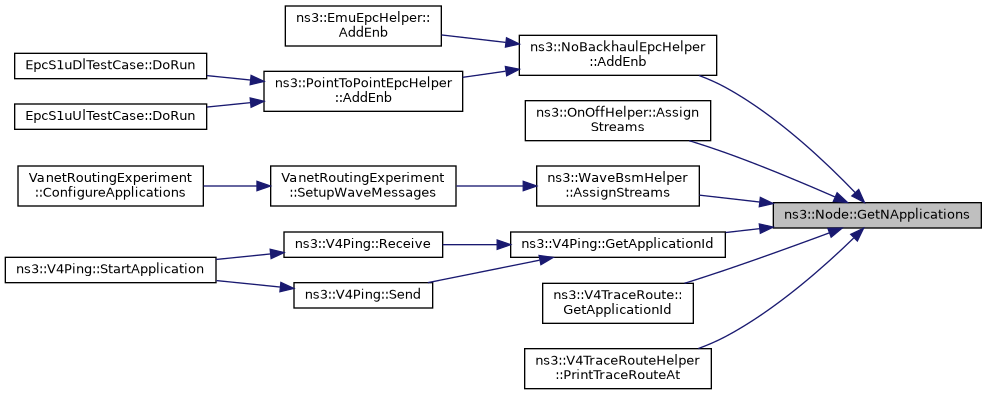 ns3::EmuEpcHelper::
AddEnb
ns3::NoBackhaulEpcHelper
::AddEnb
EpcS1uDlTestCase::DoRun
ns3::PointToPointEpcHelper
::AddEnb
EpcS1uUlTestCase::DoRun
ns3::OnOffHelper::Assign
Streams
VanetRoutingExperiment
::ConfigureApplications
VanetRoutingExperiment
::SetupWaveMessages
ns3::WaveBsmHelper
::AssignStreams
ns3::Node::GetNApplications
ns3::V4Ping::Receive
ns3::V4Ping::GetApplicationId
ns3::V4Ping::StartApplication
ns3::V4Ping::Send
ns3::V4TraceRoute::
GetApplicationId
ns3::V4TraceRouteHelper
::PrintTraceRouteAt